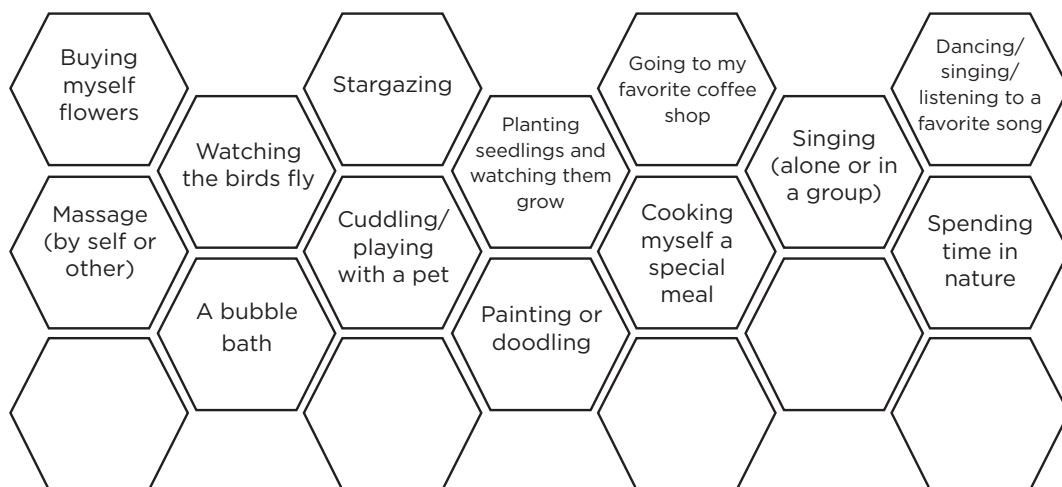 Buying
myself
flowers
Stargazing
Going to my
favorite coffee
shop
Dancing/
singing/
listening to a
favorite song
Watching
the birds fly
Planting
seedlings and
watching them
grow
Singing
(alone or in
a group)
Massage
(by self or
other)
Cuddling/
playing
with a pet
Cooking
myself a
special
meal
Spending
time in
nature
A bubble
bath
Painting or
doodling